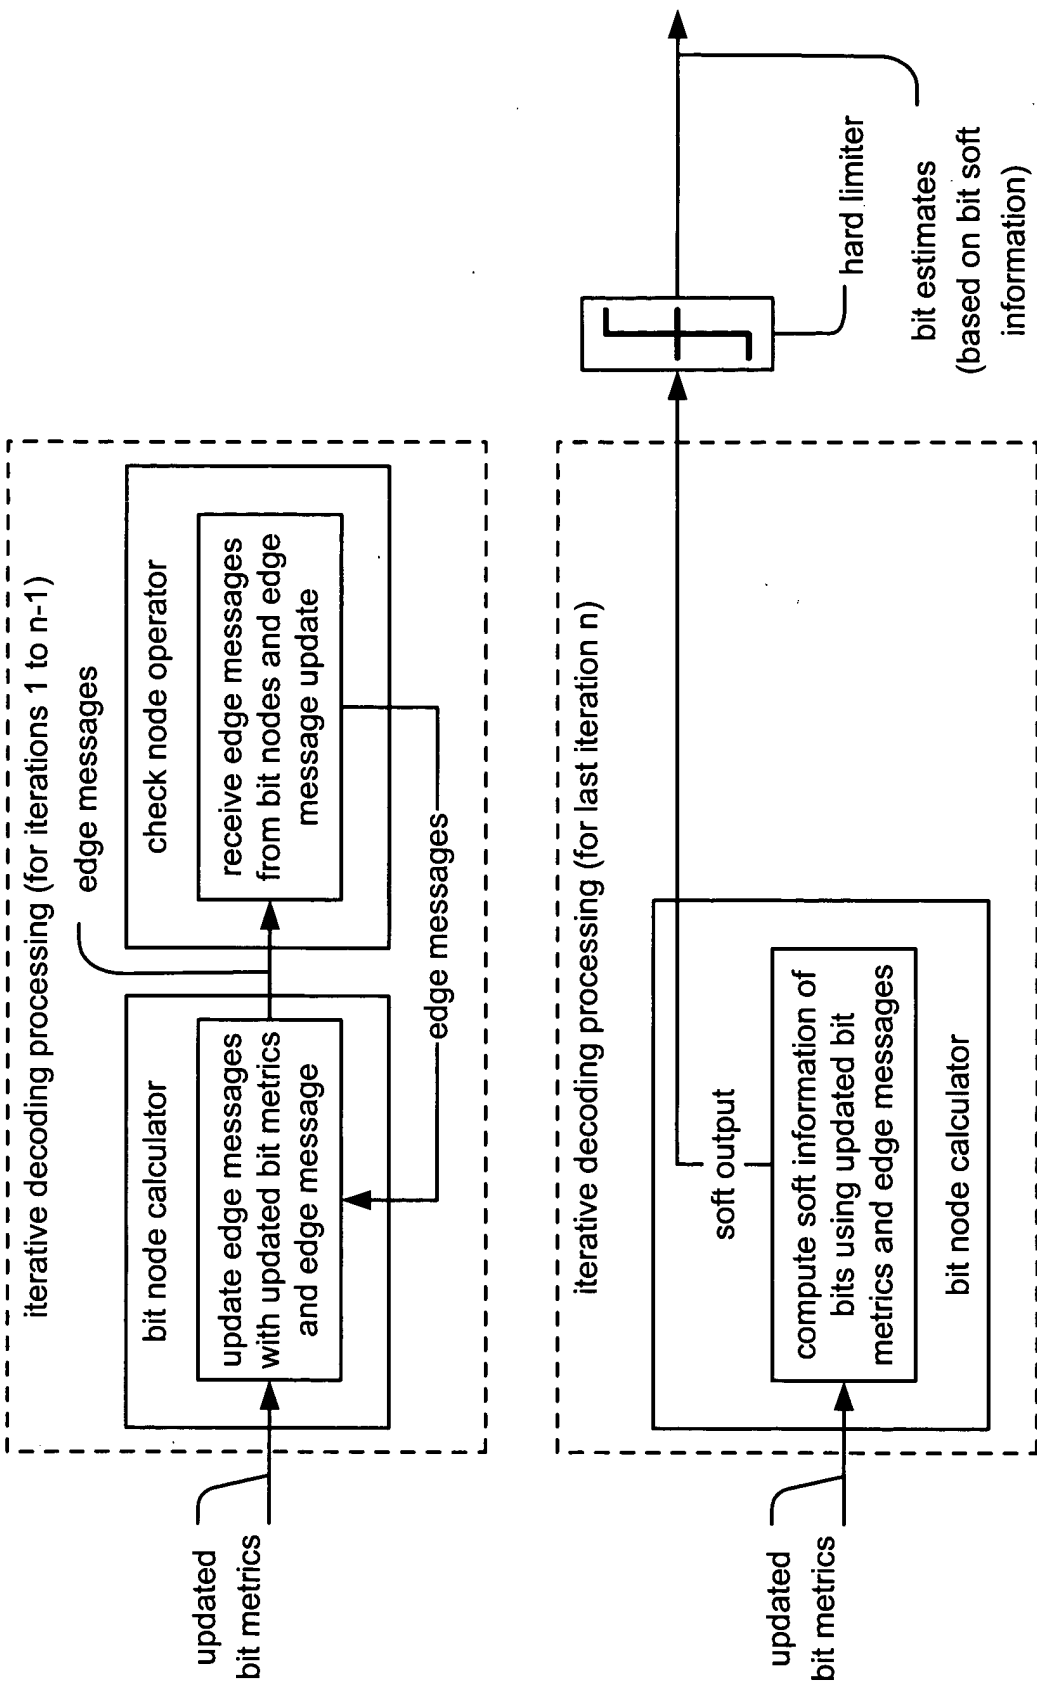 iterative decoding processing (for iterations 1 to n-1)
edge messages
bit node calculator
check node operator
updated
bit metrics
update edge messages
with updated bit metrics
and edge message
receive edge messages
from bit nodes and edge
message update
edge messages
iterative decoding processing (for last iteration n)
soft output
updated
bit metrics
compute soft information of
bits using updated bit
metrics and edge messages
bit node calculator
hard limiter
bit estimates
(based on bit soft
information)